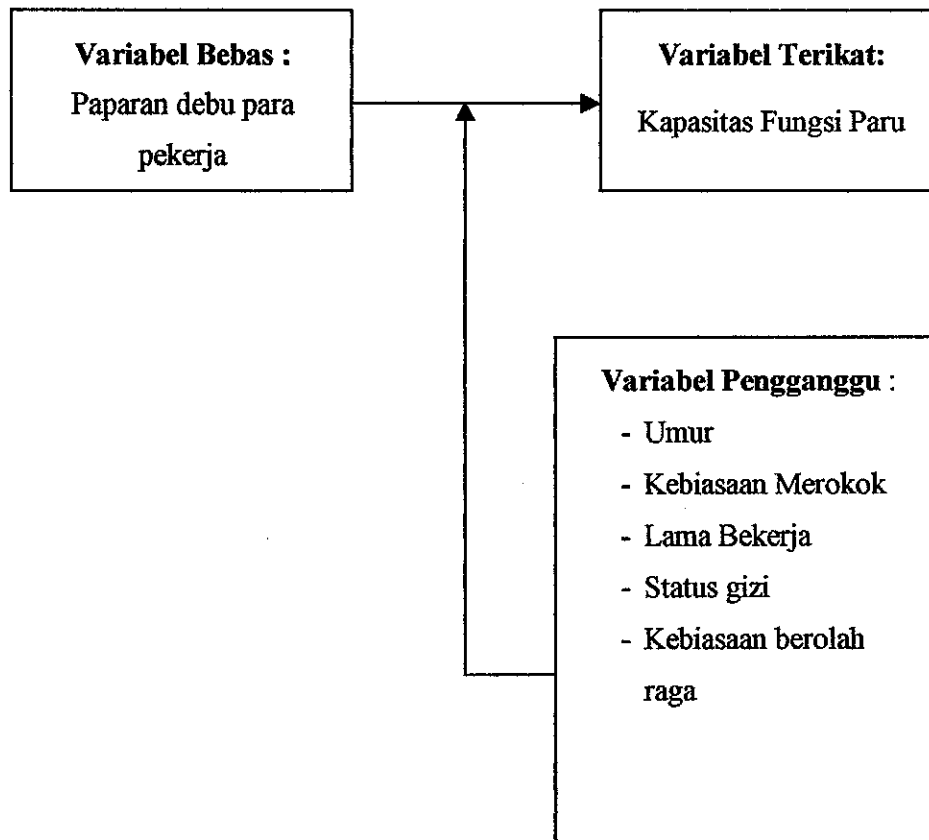 Variabel Bebas :
Paparan debu para
pekerja
Variabel Terikat:
Kapasitas Fungsi Paru
Variabel Pengganggu :
- Umur
- Kebiasaan Merokok
- Lama Bekerja
- Status gizi
- Kebiasaan berolah
raga